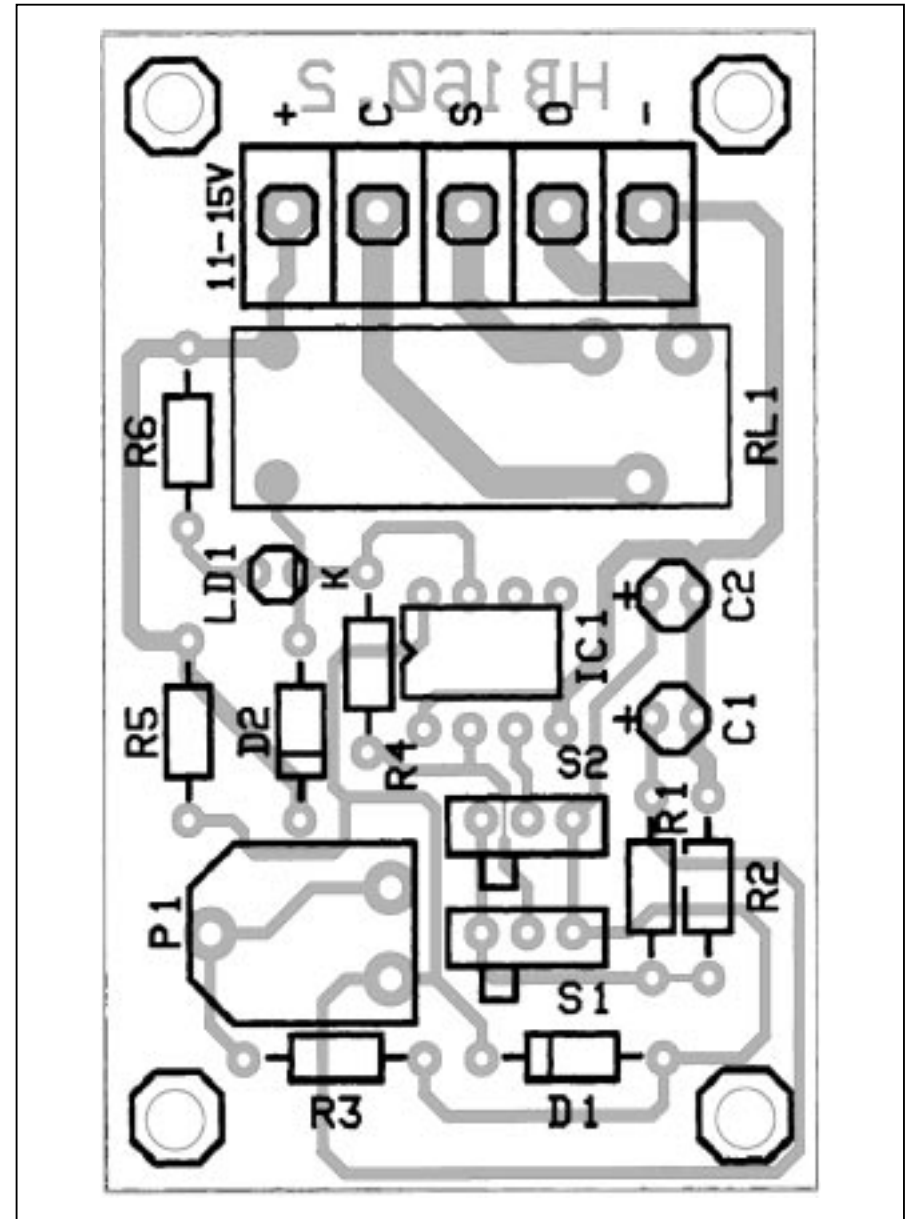 HB160.2
+ C S O -
11-15V
RL1
R6
LD1
K
+
C2
IC1
+
C1
R5
D2
R4
S2
R1
R2
P1
S1
R3
D1